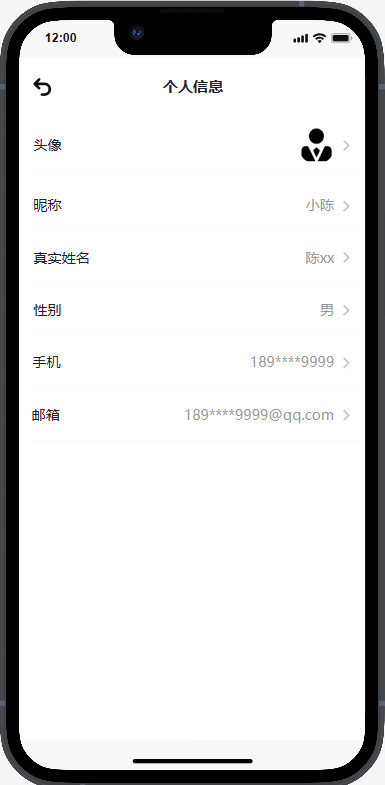 12:00
个人信息
头像
昵称 小陈
真实姓名 陈xx
性别 男
手机 189****9999
邮箱 189****9999@qq.com